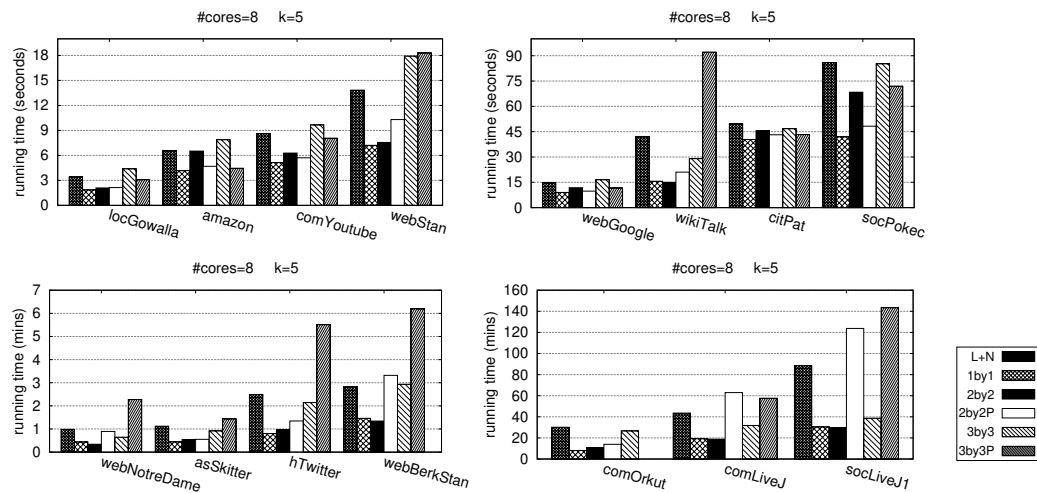 #cores=8 k=5
running time (seconds)
18
15
12
9
6
3
0
locGowalla
amazon
comYoutube
webStan
#cores=8 k=5
running time (seconds)
90
75
60
45
30
15
0
webGoogle
wikiTalk
citPat
socPokec
#cores=8 k=5
running time (mins)
7
6
5
4
3
2
1
0
webNotreDame
asSkitter
hTwitter
webBerkStan
#cores=8 k=5
running time (mins)
160
140
120
100
80
60
40
20
0
comOrkut
comLiveJ
socLiveJ1
L+N
1by1
2by2
2by2P
3by3
3by3P